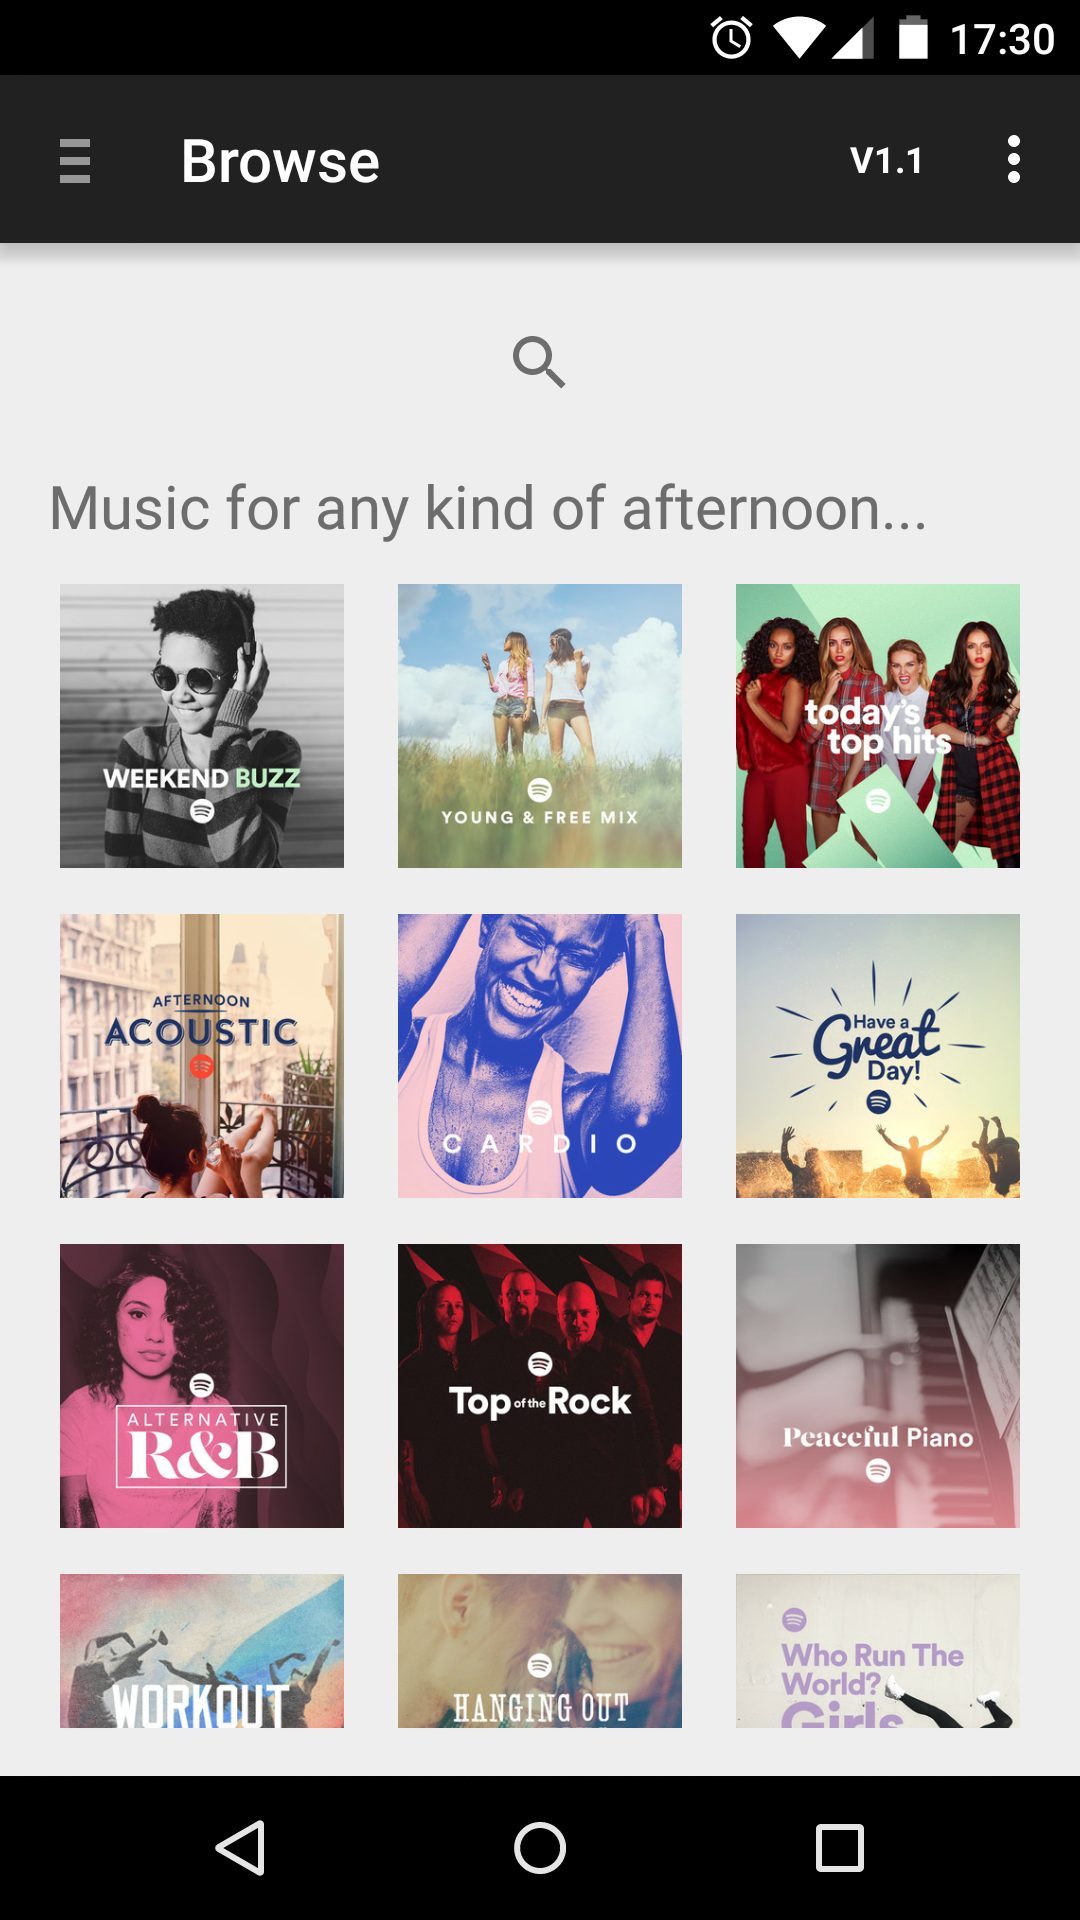 17:30
Browse
V1.1
Music for any kind of afternoon...
WEEKEND BUZZ
YOUNG & FREE MIX
today's
top hits
AFTERNOON
ACOUSTIC
CARDIO
Have a
Great
Day!
ALTERNATIVE
R&B
Top of the Rock
Peaceful Piano
WORKOUT
HANGING OUT
Who Run The
World?
Girls